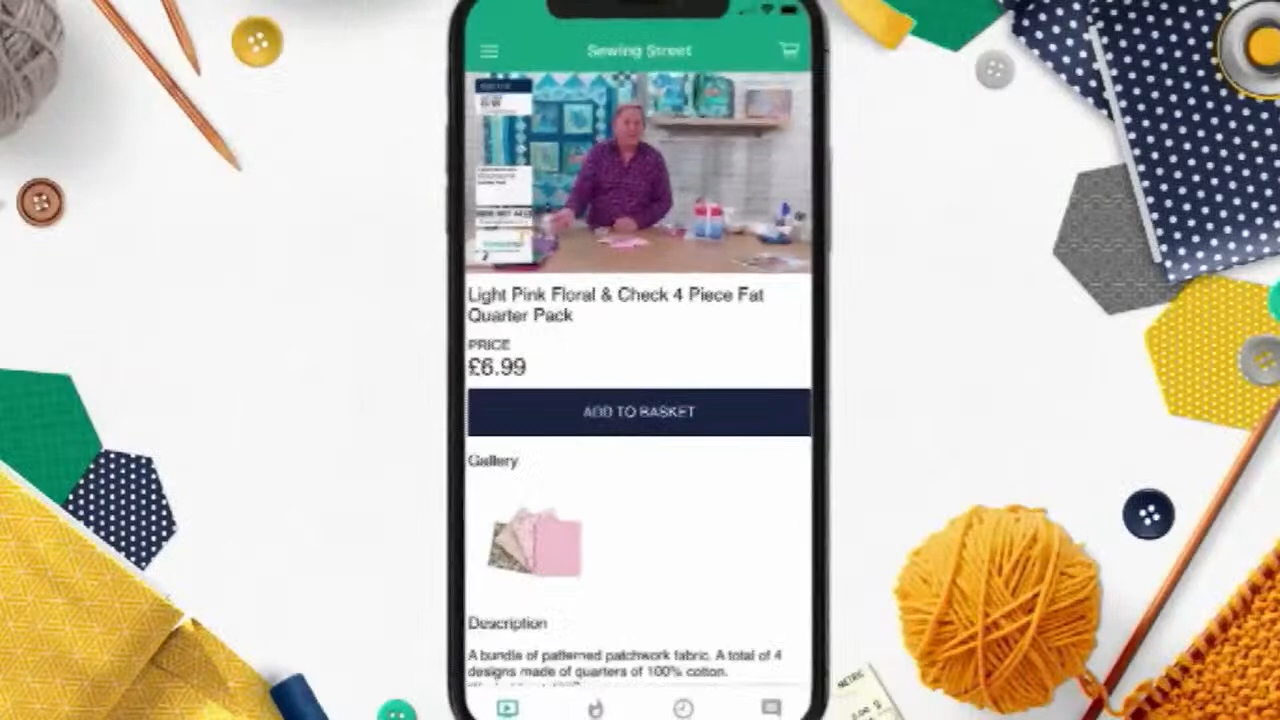 Sewing Street
Light Pink Floral & Check 4 Piece Fat
Quarter Pack
PRICE
£6.99
ADD TO BASKET
Gallery
Description
A bundle of patterned patchwork fabric. A total of 4
designs made of quarters of 100% cotton.
METRIC